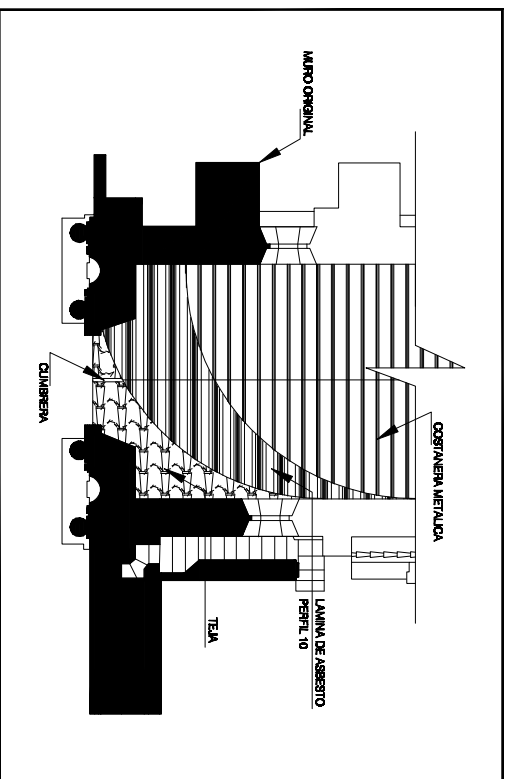 MURO ORIGINAL
CUMBRERA
COSTANERA METALICA
LAMINA DE ASBESTO
PERFIL 10
TEJA